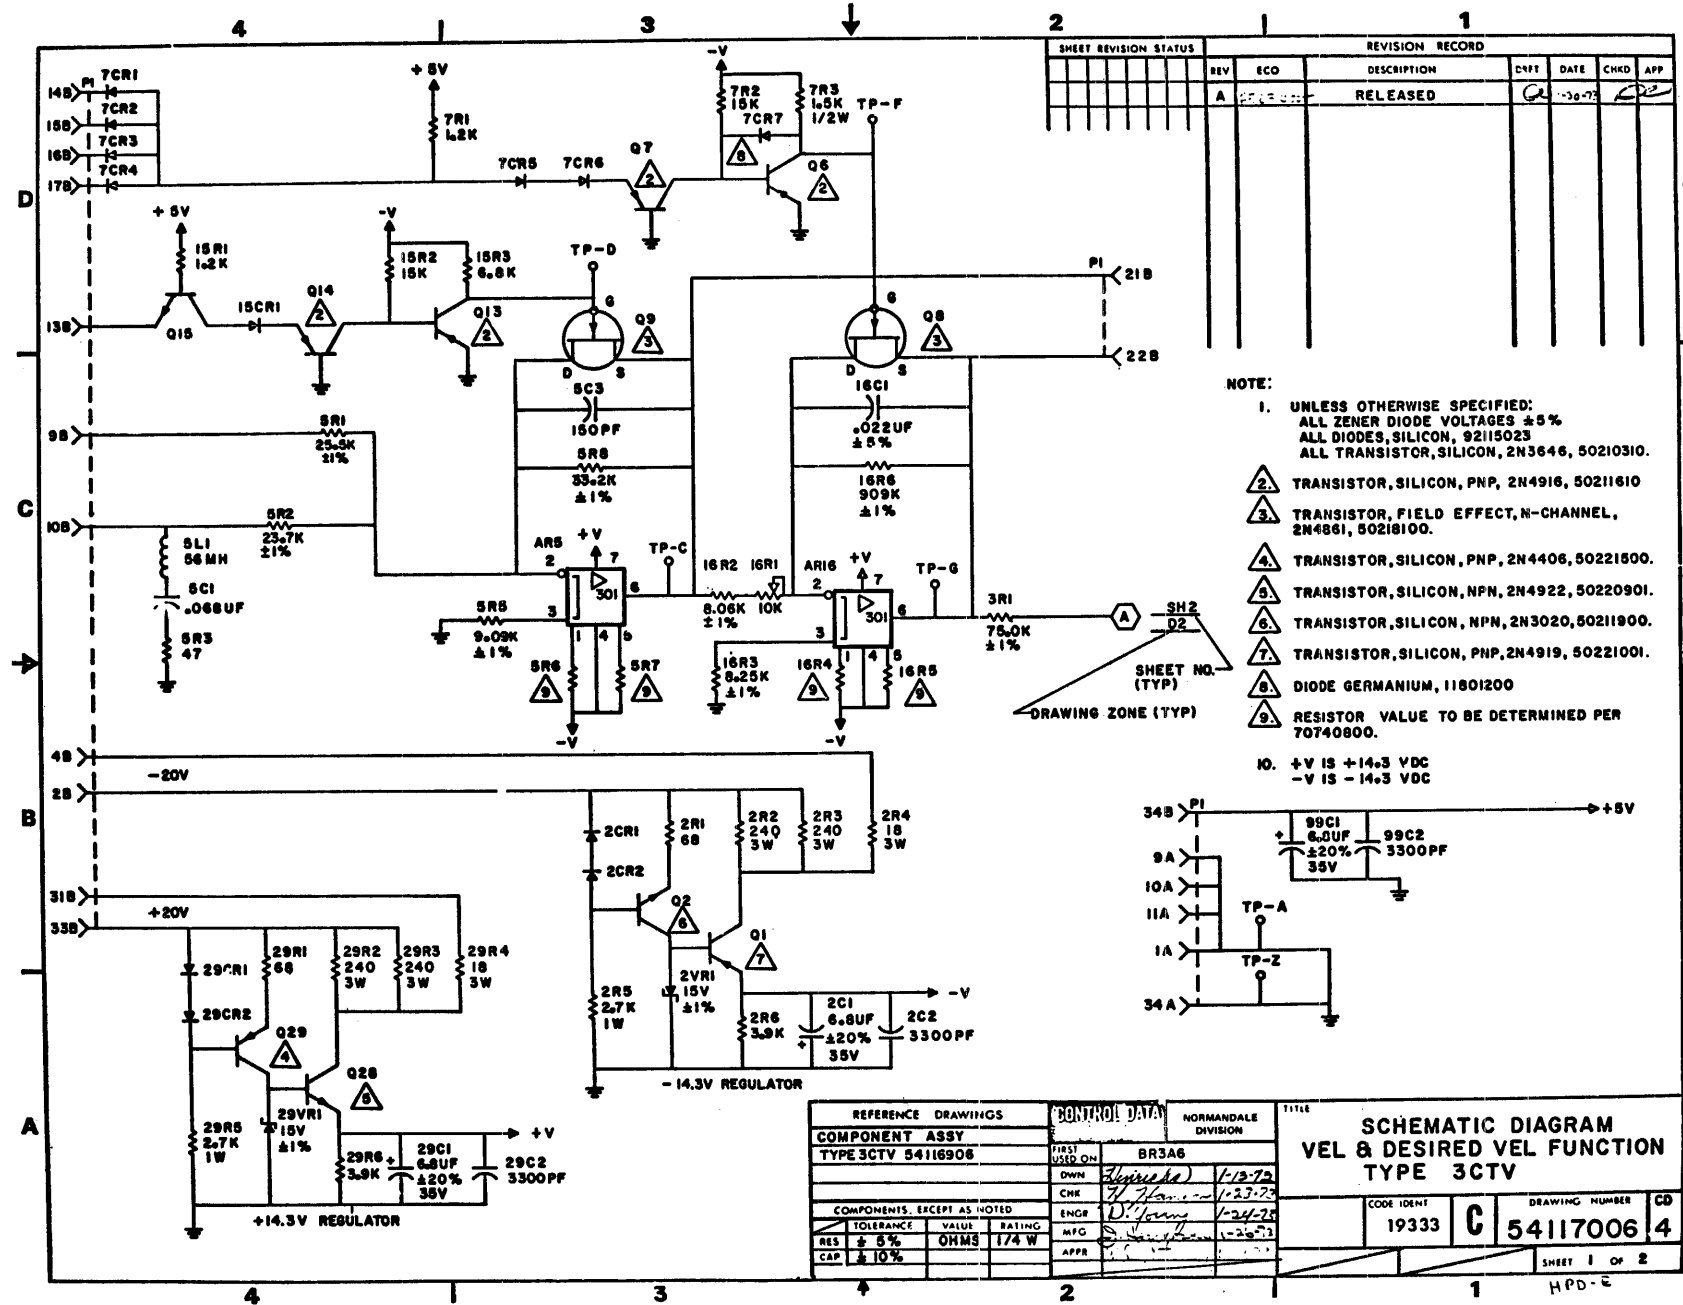 4
3
2
1
SHEET REVISION STATUS
REVISION RECORD
REV
ECO
DESCRIPTION
DRFT
DATE
CHKD
APP
A
RELEASED
D
C
B
A
14B
P1
7CR1
15B
7CR2
16B
7CR3
17B
7CR4
+5V
7R1
1.2K
7CR5
7CR6
Q7
2
-V
7R2
15K
7R3
1.5K
1/2W
7CR7
8
TP-F
Q6
2
+5V
15R1
1.2K
13B
Q15
15CR1
Q14
2
-V
15R2
15K
15R3
6.8K
Q13
2
TP-D
G
Q9
3
D
S
5C3
150PF
5R8
33.2K
±1%
G
Q8
3
D
S
16C1
.022UF
±5%
16R6
909K
±1%
P1
21B
22B
9B
5R1
25.5K
±1%
10B
5R2
23.7K
±1%
5L1
56MH
5C1
.068UF
5R3
47
AR5
2
+V
7
301
6
3
1
4
5
5R5
9.09K
±1%
5R6
9
5R7
9
-V
TP-C
16R2
8.06K
±1%
16R1
10K
AR16
2
+V
7
301
6
3
1
4
5
16R3
8.25K
±1%
16R4
9
16R5
9
-V
TP-G
3R1
75.0K
±1%
A
SH2
D2
SHEET NO.
(TYP)
DRAWING ZONE (TYP)
NOTE:
1. UNLESS OTHERWISE SPECIFIED:
ALL ZENER DIODE VOLTAGES ±5%
ALL DIODES, SILICON, 92115023
ALL TRANSISTOR, SILICON, 2N3646, 50210310.
2. TRANSISTOR, SILICON, PNP, 2N4916, 50211610
3. TRANSISTOR, FIELD EFFECT, N-CHANNEL,
2N4861, 50218100.
4. TRANSISTOR, SILICON, PNP, 2N4406, 50221500.
5. TRANSISTOR, SILICON, NPN, 2N4922, 50220901.
6. TRANSISTOR, SILICON, NPN, 2N3020, 50211900.
7. TRANSISTOR, SILICON, PNP, 2N4919, 50221001.
8. DIODE GERMANIUM, 11801200
9. RESISTOR VALUE TO BE DETERMINED PER
70740800.
10. +V IS +14.3 VDC
-V IS -14.3 VDC
4B
-20V
2B
2CR1
2CR2
2R1
68
2R2
240
3W
2R3
240
3W
2R4
18
3W
Q2
6
Q1
7
2R5
2.7K
1W
2VR1
15V
±1%
2R6
3.9K
-V
2C1
6.8UF
±20%
35V
+
2C2
3300PF
-14.3V REGULATOR
31B
+20V
33B
29CR1
29CR2
29R1
68
29R2
240
3W
29R3
240
3W
29R4
18
3W
Q29
4
Q28
5
29R5
2.7K
1W
29VR1
15V
±1%
29R6
3.9K
+V
+
29C1
6.8UF
±20%
35V
29C2
3300PF
+14.3V REGULATOR
34B
P1
+5V
+
99C1
6.8UF
±20%
35V
99C2
3300PF
9A
10A
11A
1A
34A
TP-A
TP-Z
REFERENCE DRAWINGS
COMPONENT ASSY
TYPE 3CTV 54116906
COMPONENTS, EXCEPT AS NOTED
TOLERANCE
VALUE
RATING
RES
± 5%
OHMS
1/4 W
CAP
± 10%
CONTROL DATA
NORMANDALE
DIVISION
FIRST
USED ON
BR3A6
DWN
CHK
ENGR
D. Young
MFG
APPR
TITLE
SCHEMATIC DIAGRAM
VEL & DESIRED VEL FUNCTION
TYPE 3CTV
CODE IDENT
19333
C
DRAWING NUMBER
54117006
CD
4
SHEET 1 OF 2
HPD-E
4
3
2
1